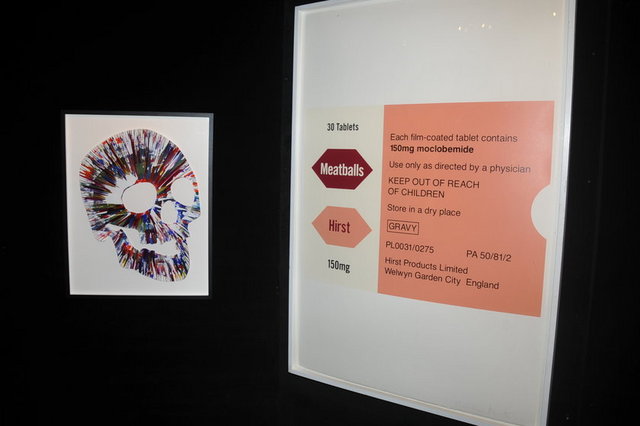 30 Tablets
Meatballs
Hirst
150mg
Each film-coated tablet contains
150mg moclobemide
Use only as directed by a physician
KEEP OUT OF REACH
OF CHILDREN
Store in a dry place
GRAVY
PL0031/0275 PA 50/81/2
Hirst Products Limited
Welwyn Garden City England